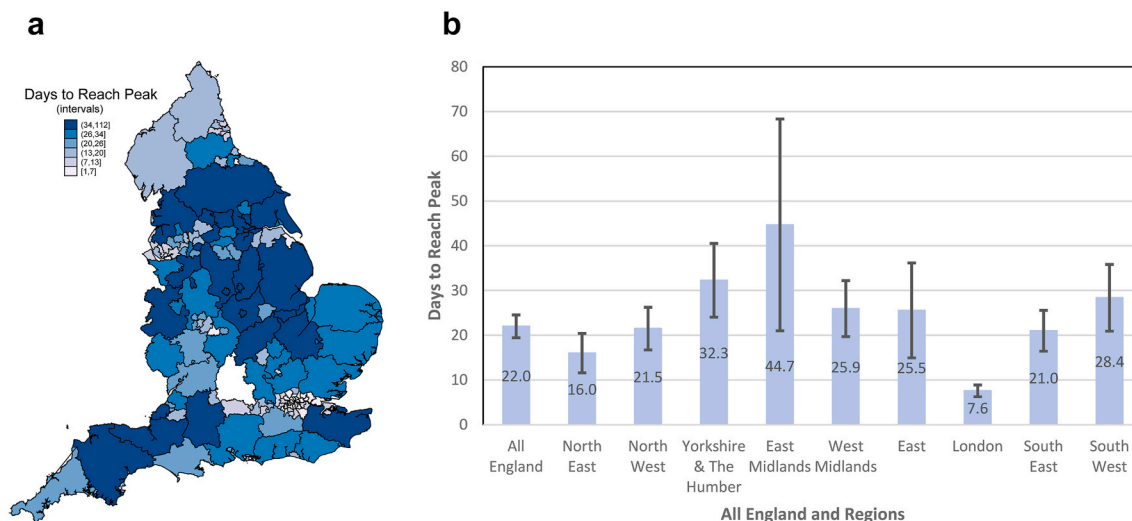 a
Days to Reach Peak
(intervals)
(34,112]
(26,34]
(20,26]
(13,20]
(7,13]
[1,7]
b
Days to Reach Peak
80
70
60
50
40
30
20
10
0
22.0
16.0
21.5
32.3
44.7
25.9
25.5
7.6
21.0
28.4
All England
North East
North West
Yorkshire & The Humber
East Midlands
West Midlands
East
London
South East
South West
All England and Regions